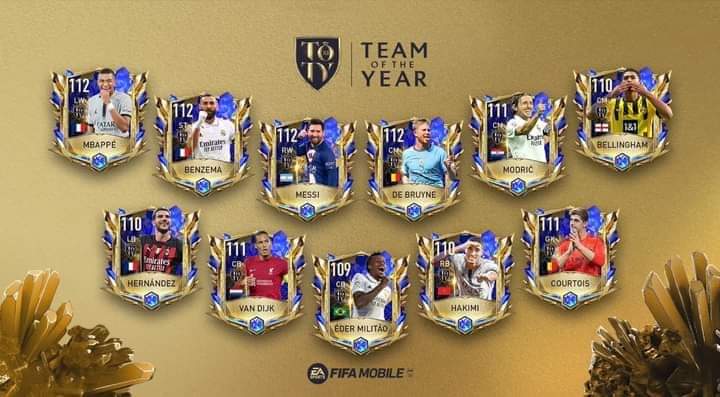 TOTY
TEAM
OF THE
YEAR
112
LW
MBAPPÉ
112
ST
BENZEMA
112
RW
MESSI
112
CM
DE BRUYNE
111
CM
MODRIĆ
110
CM
BELLINGHAM
110
LB
HERNÁNDEZ
111
CB
VAN DIJK
109
CB
ÉDER MILITÃO
110
RB
HAKIMI
111
GK
COURTOIS
EA
SPORTS
FIFA MOBILE